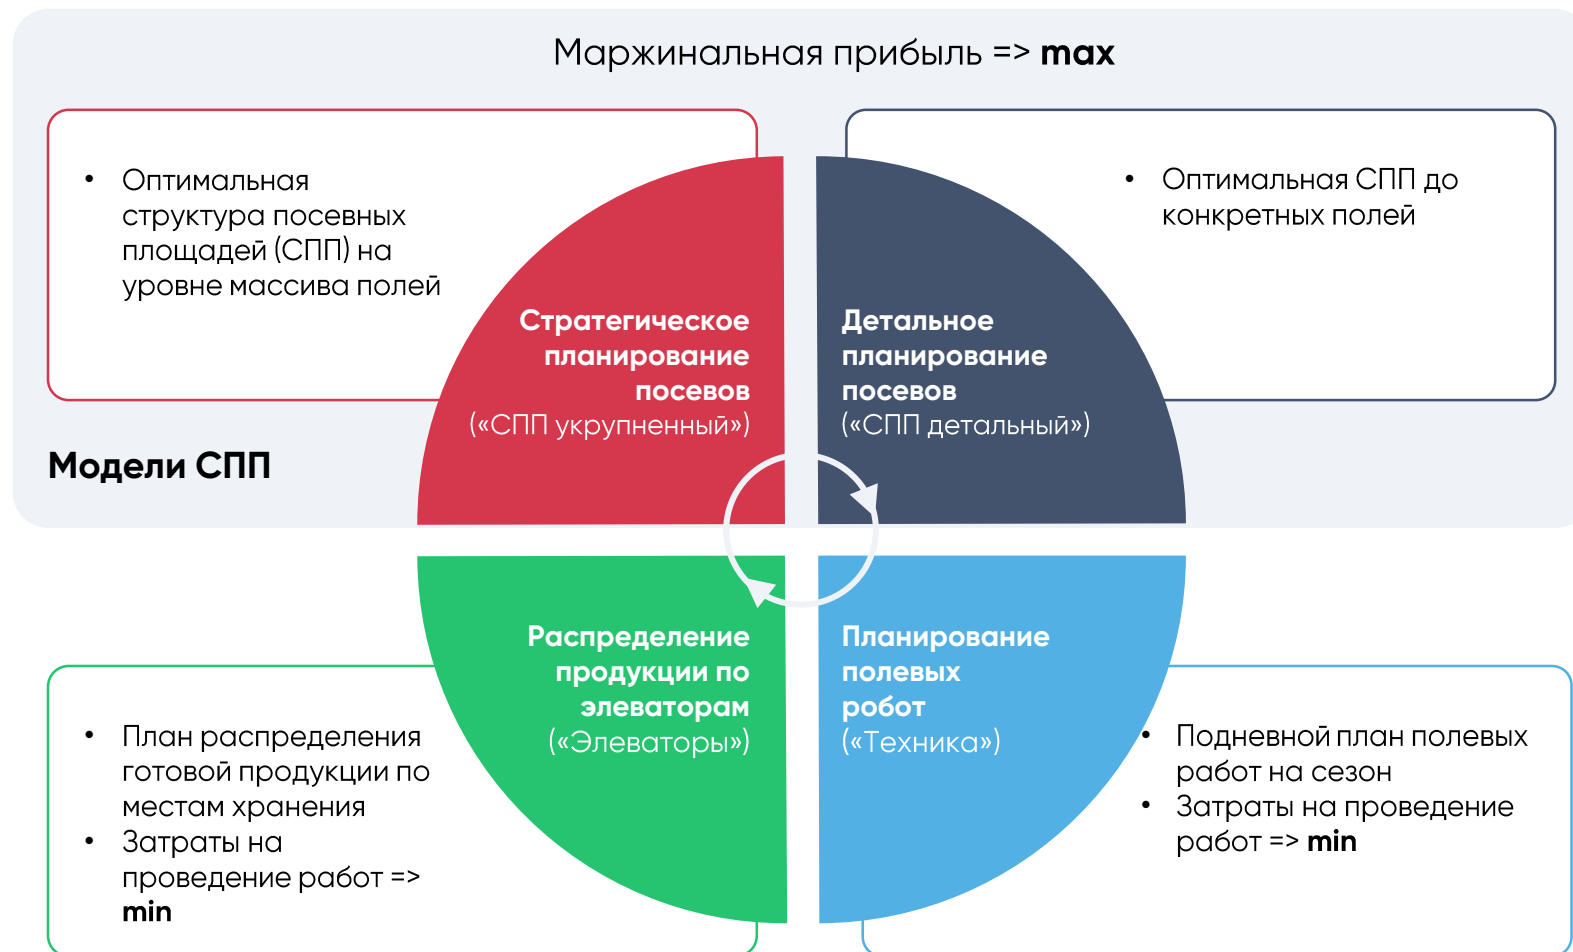 Маржинальная прибыль => max
• Оптимальная
структура посевных
площадей (СПП) на
уровне массива полей
• Оптимальная СПП до
конкретных полей
Стратегическое
планирование
посевов
(«СПП укрупненный»)
Детальное
планирование
посевов
(«СПП детальный»)
Модели СПП
Распределение
продукции по
элеваторам
(«Элеваторы»)
Планирование
полевых
робот
(«Техника»)
• План распределения
готовой продукции по
местам хранения
• Затраты на
проведение работ =>
min
• Подневной план полевых
работ на сезон
• Затраты на проведение
работ => min